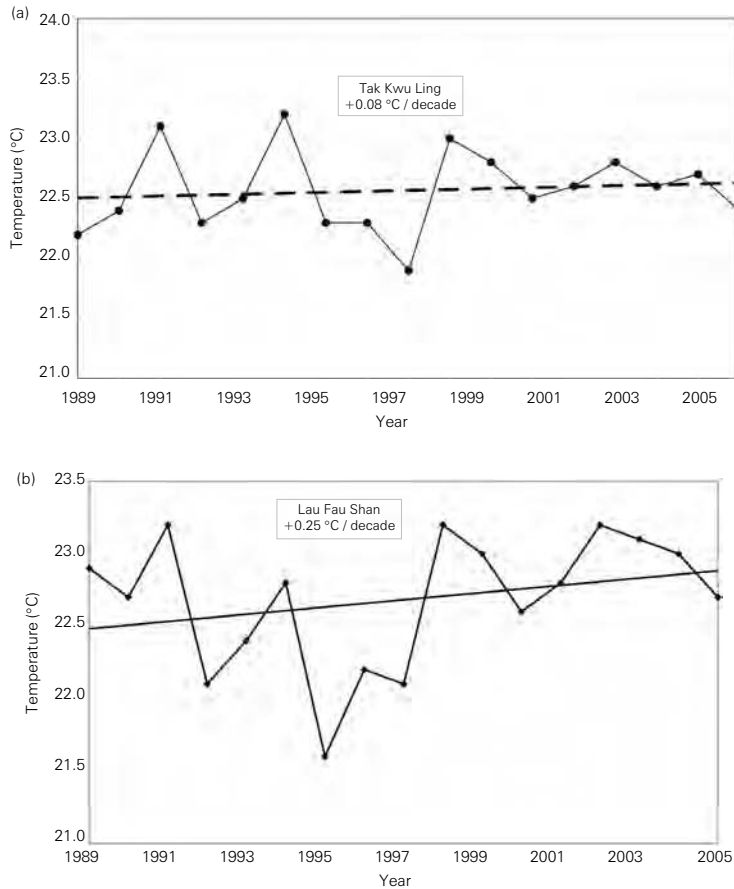 (a)
24.0
23.5
23.0
22.5
22.0
21.5
21.0
Temperature (°C)
Tak Kwu Ling
+0.08 °C / decade
1989 1991 1993 1995 1997 1999 2001 2003 2005
Year
(b)
23.5
23.0
22.5
22.0
21.5
21.0
Temperature (°C)
Lau Fau Shan
+0.25 °C / decade
1989 1991 1993 1995 1997 1999 2001 2003 2005
Year